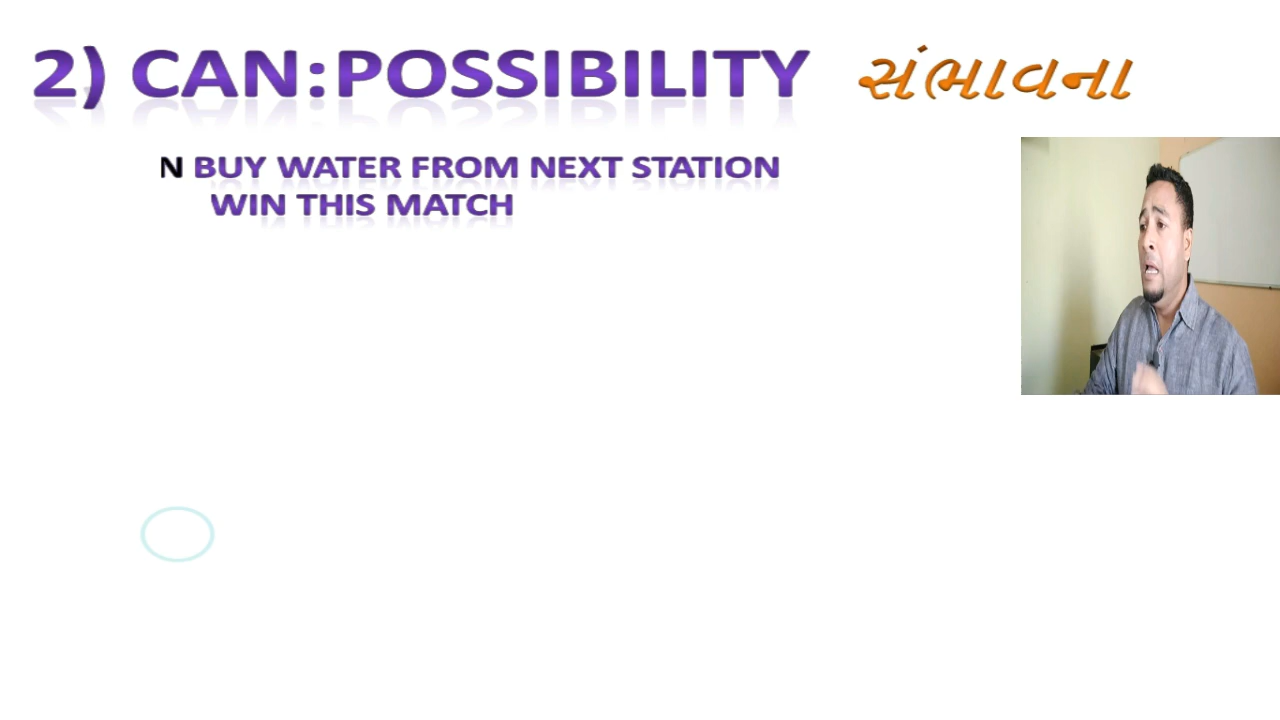 2) CAN:POSSIBILITY સંભાવના
N BUY WATER FROM NEXT STATION
WIN THIS MATCH